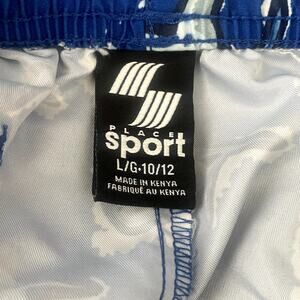 PLACE
sport
L/G•10/12
MADE IN KENYA
FABRIQUÉ AU KENYA